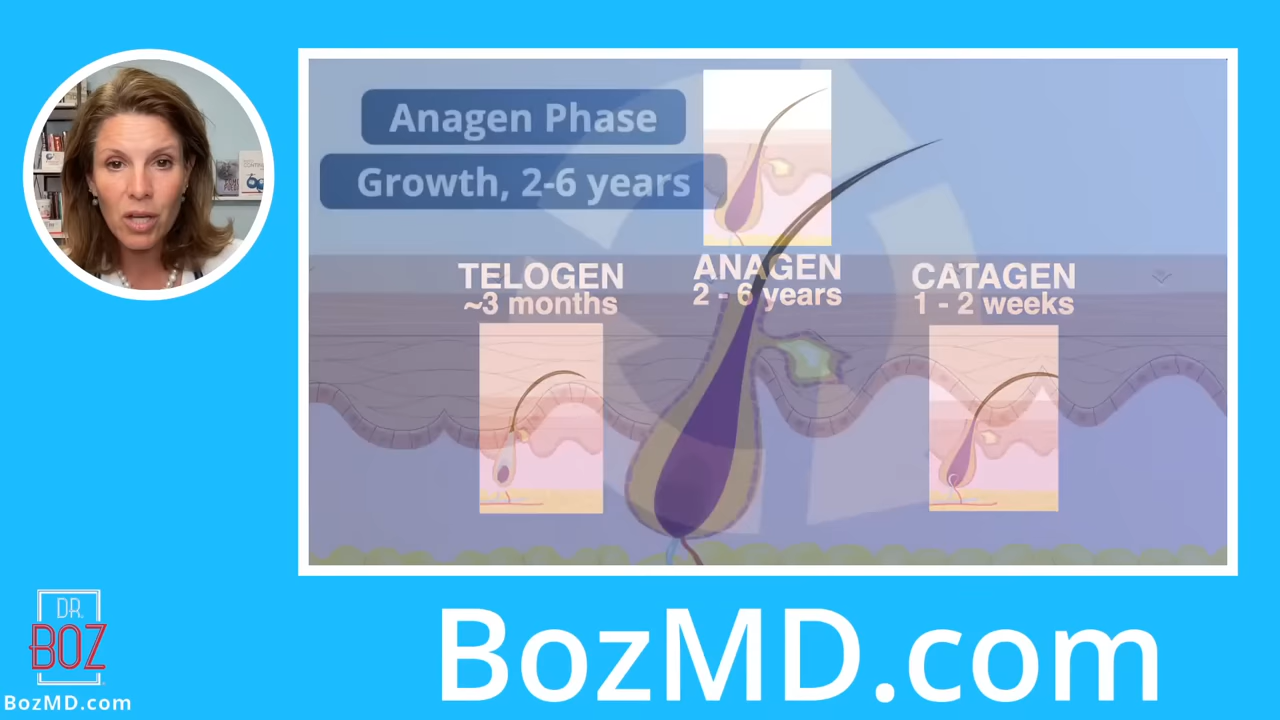 Anagen Phase
Growth, 2-6 years
TELOGEN
~3 months
ANAGEN
2 - 6 years
CATAGEN
1 - 2 weeks
DR.
BOZ
BozMD.com
BozMD.com